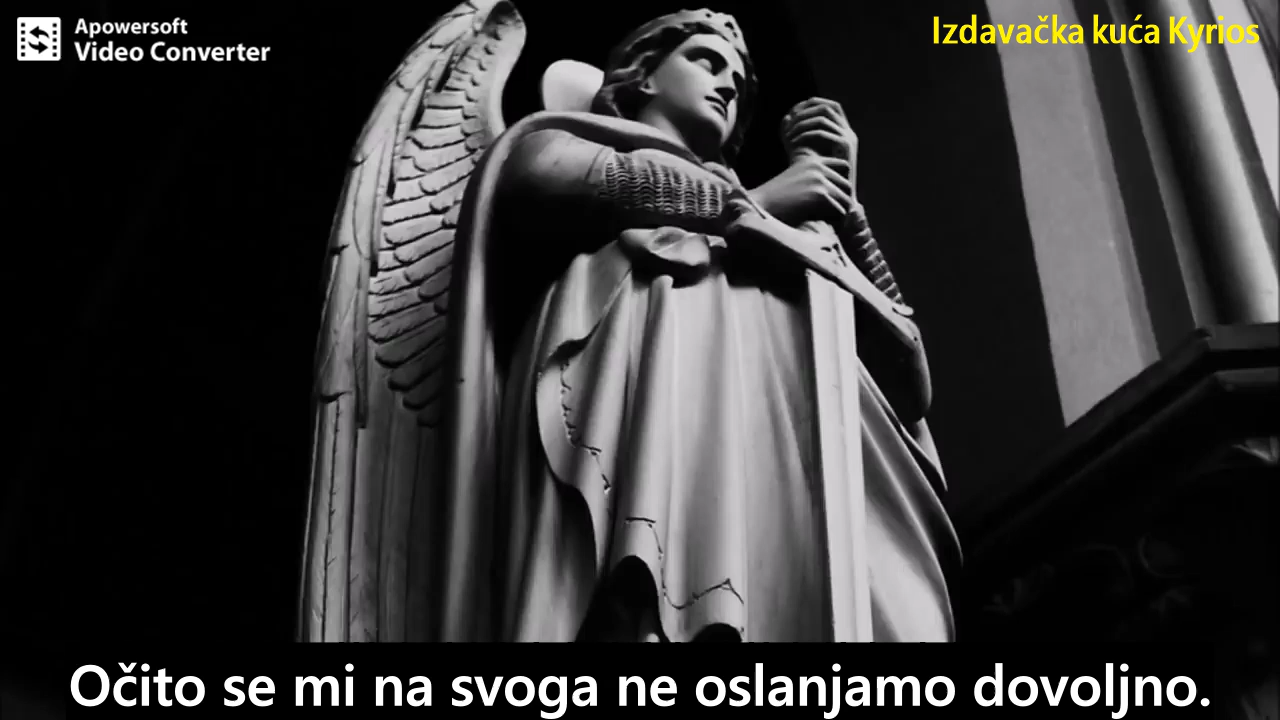 Apowersoft
Video Converter
Izdavačka kuća Kyrios
Očito se mi na svoga ne oslanjamo dovoljno.